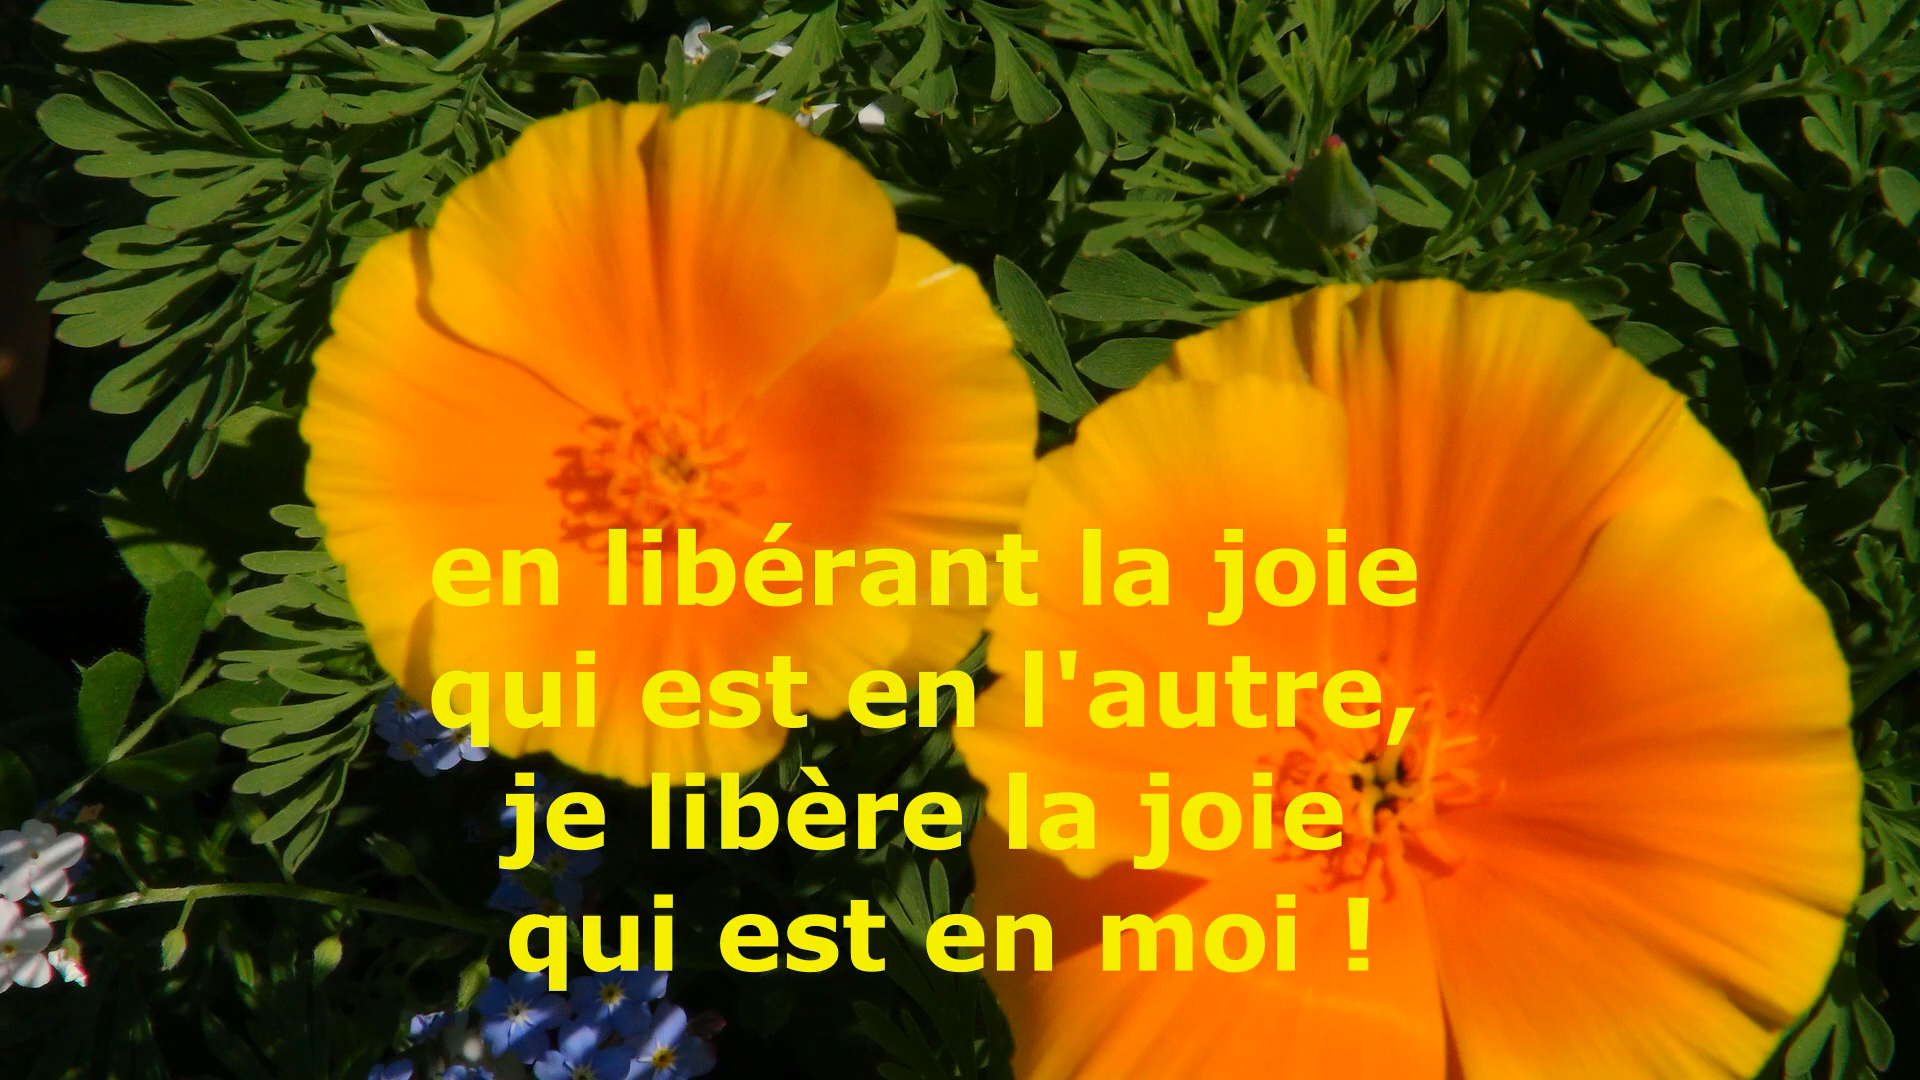 en libérant la joie
qui est en l'autre,
je libère la joie
qui est en moi !